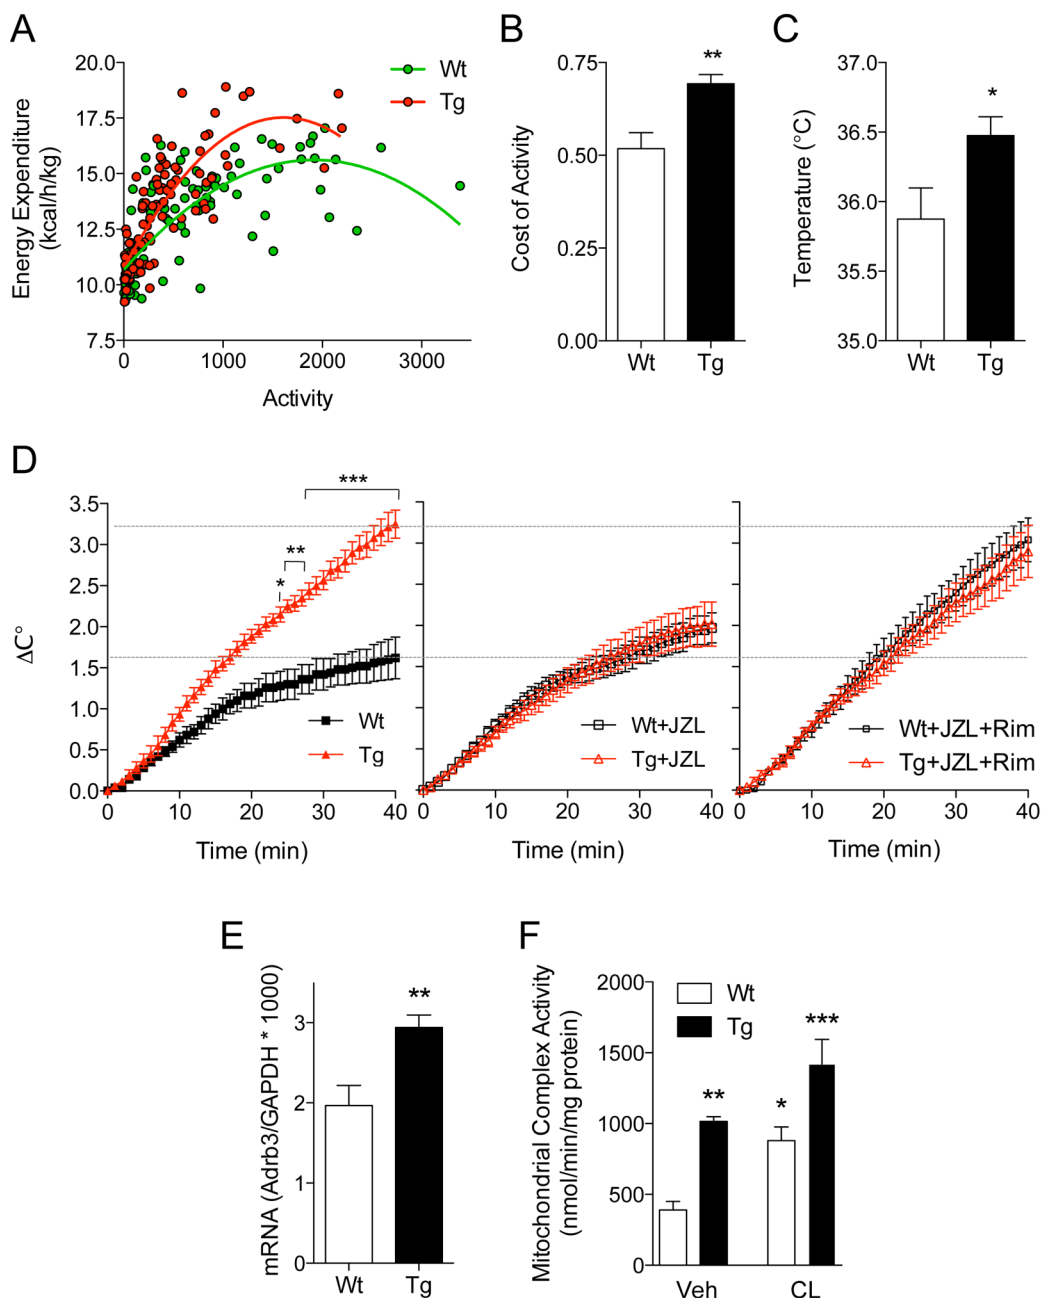 A
Energy Expenditure
(kcal/h/kg)
20.0
17.5
15.0
12.5
10.0
7.5
0
1000
2000
3000
Activity
Wt
Tg
B
Cost of Activity
0.75
0.50
0.25
0.00
**
Wt
Tg
C
Temperature (°C)
37.0
36.5
36.0
35.5
35.0
*
Wt
Tg
D
ΔC°
3.5
3.0
2.5
2.0
1.5
1.0
0.5
0.0
***
**
*
Wt
Tg
0
10
20
30
40
Time (min)
Wt+JZL
Tg+JZL
0
10
20
30
40
Time (min)
Wt+JZL+Rim
Tg+JZL+Rim
0
10
20
30
40
Time (min)
E
mRNA (Adrb3/GAPDH * 1000)
3
2
1
0
**
Wt
Tg
F
Mitochondrial Complex Activity
(nmol/min/mg protein)
2000
1500
1000
500
0
Wt
Tg
**
*
***
Veh
CL